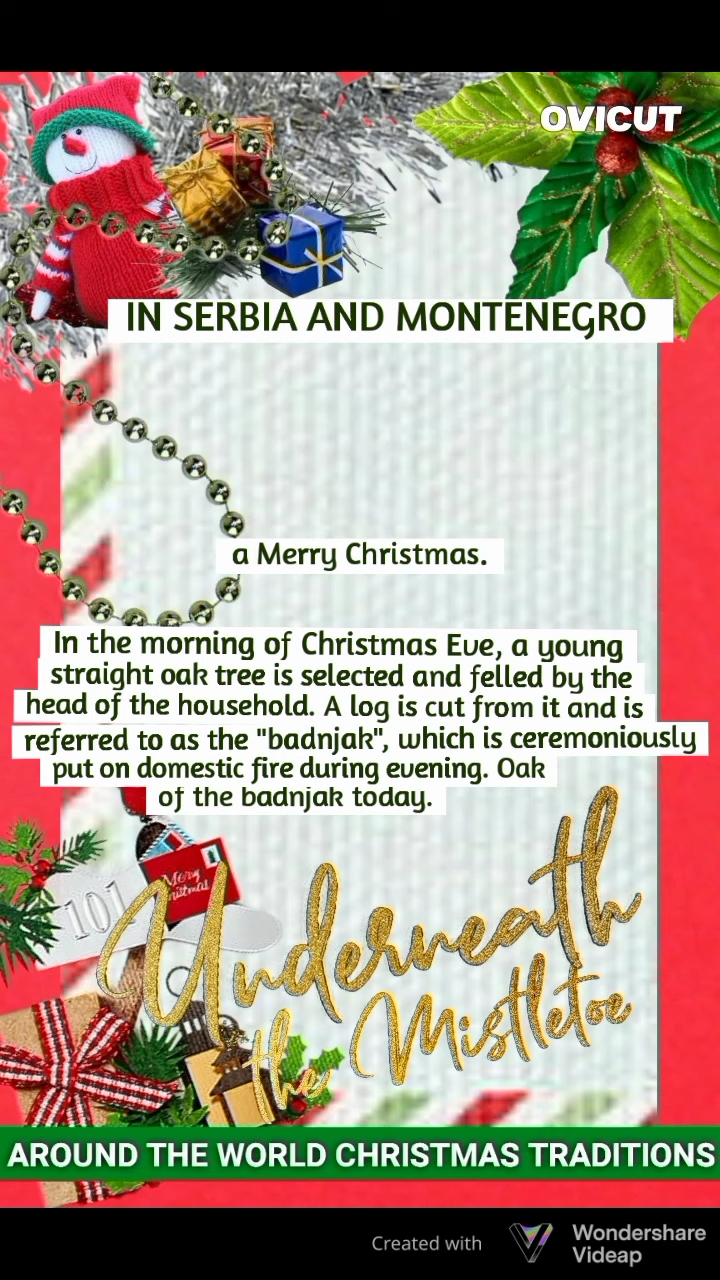 OVICUT
IN SERBIA AND MONTENEGRO
a Merry Christmas.
In the morning of Christmas Eve, a young
straight oak tree is selected and felled by the
head of the household. A log is cut from it and is
referred to as the "badnjak", which is ceremoniously
put on domestic fire during evening. Oak
of the badnjak today.
Merry
Christmas
101
Underneath
the Mistletoe
AROUND THE WORLD CHRISTMAS TRADITIONS
Created with
Wondershare
Videap